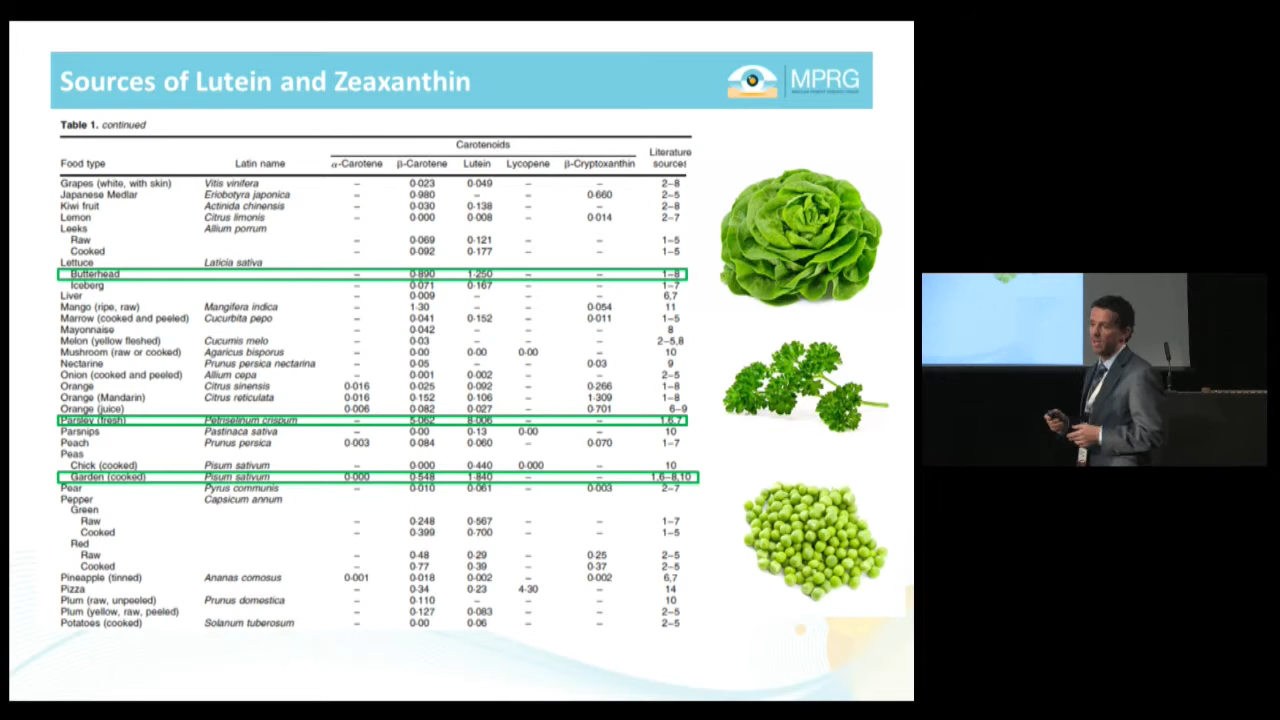 Sources of Lutein and Zeaxanthin
MPRG
Table 1. continued
Carotenoids
Food type Latin name α-Carotene β-Carotene Lutein Lycopene β-Cryptoxanthin Literature sources
Grapes (white, with skin) Vitis vinifera – 0·023 0·049 – – 2–8
Japanese Medlar Eriobotyra japonica – 0·980 – – 0·660 2–5
Kiwi fruit Actinida chinensis – 0·030 0·138 – – 2–8
Lemon Citrus limonis – 0·000 0·008 – 0·014 2–7
Leeks Allium porrum
Raw – 0·069 0·121 – – 1–5
Cooked – 0·092 0·177 – – 1–5
Lettuce Laticia sativa
Butterhead – 0·890 1·250 – – 1–8
Iceberg – 0·071 0·167 – – 1–7
Liver – 0·009 – – – 6,7
Mango (ripe, raw) Mangifera indica – 1·30 – – 0·054 11
Marrow (cooked and peeled) Cucurbita pepo – 0·041 0·152 – 0·011 1–5
Mayonnaise – 0·042 – – – 8
Melon (yellow fleshed) Cucumis melo – 0·03 – – – 2–5,8
Mushroom (raw or cooked) Agaricus bisporus – 0·00 0·00 0·00 – 10
Nectarine Prunus persica nectarina – 0·05 – – 0·03 9
Onion (cooked and peeled) Allium cepa – 0·001 0·002 – – 2–5
Orange Citrus sinensis 0·016 0·025 0·092 – 0·266 1–8
Orange (Mandarin) Citrus reticulata 0·016 0·152 0·106 – 1·309 1–8
Orange (juice) 0·006 0·082 0·027 – 0·701 6–9
Parsley (fresh) Petriselinum crispum – 5·062 8·006 – – 1,6,7
Parsnips Pastinaca sativa – 0·00 0·13 0·00 – 10
Peach Prunus persica 0·003 0·084 0·060 – 0·070 1–7
Peas
Chick (cooked) Pisum sativum – 0·000 0·440 0·000 – 10
Garden (cooked) Pisum sativum 0·000 0·548 1·840 – – 1,6–8,10
Pear Pyrus communis – 0·010 0·061 – 0·003 2–7
Pepper Capsicum annum
Green
Raw – 0·248 0·567 – – 1–7
Cooked – 0·399 0·700 – – 1–5
Red
Raw – 0·48 0·29 – 0·25 2–5
Cooked – 0·77 0·39 – 0·37 2–5
Pineapple (tinned) Ananas comosus 0·001 0·018 0·002 – 0·002 6,7
Pizza – 0·34 0·23 4·30 – 14
Plum (raw, unpeeled) Prunus domestica – 0·110 – – – 10
Plum (yellow, raw, peeled) – 0·127 0·083 – – 2–5
Potatoes (cooked) Solanum tuberosum – 0·00 0·06 – – 2–5